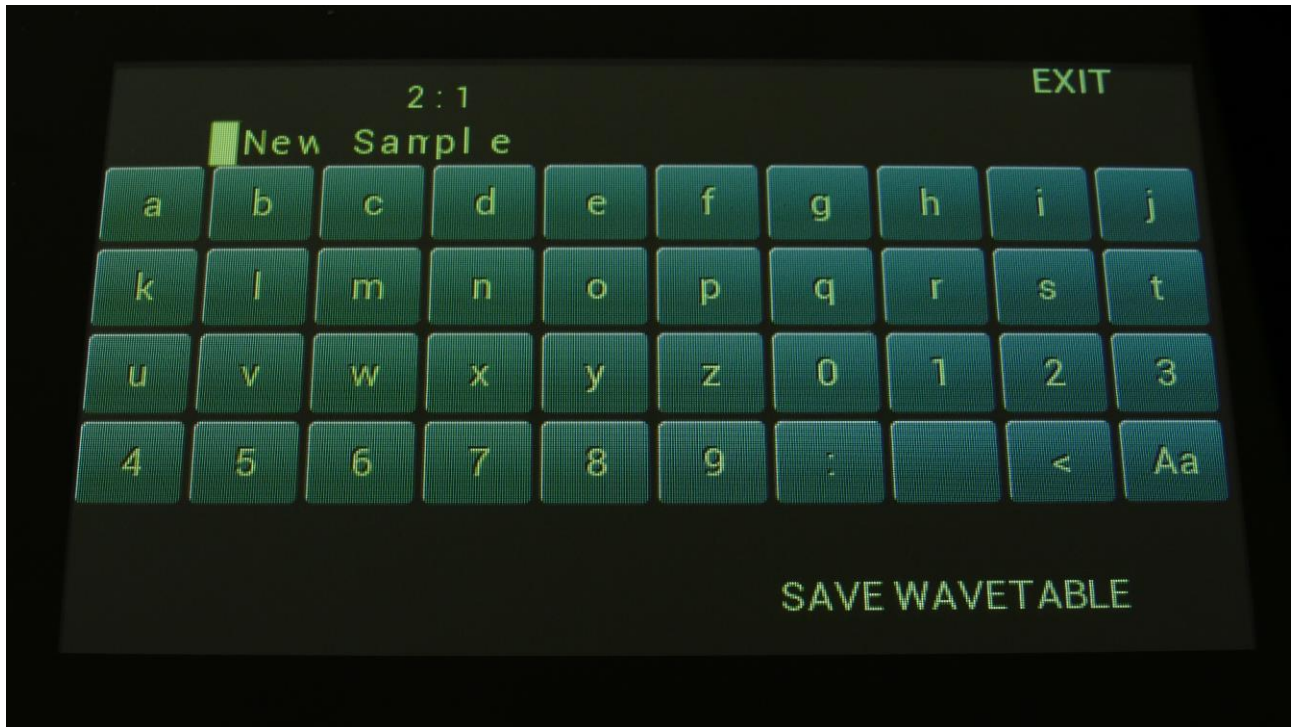 EXIT
2:1
New Sample
a b c d e f g h i j
k l m n o p q r s t
u v w x y z 0 1 2 3
4 5 6 7 8 9 : < Aa
SAVE WAVETABLE